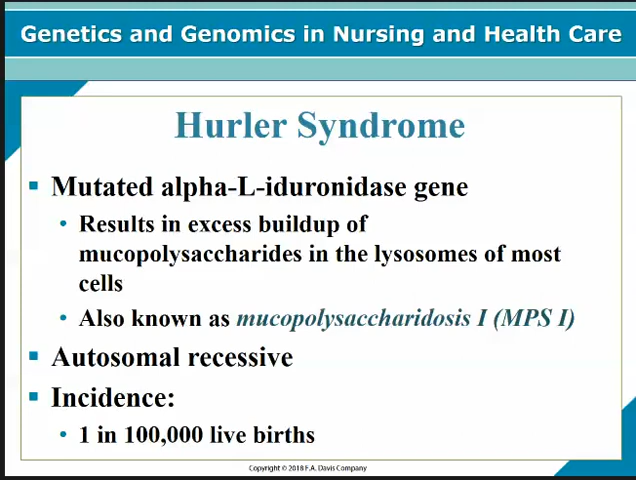 Genetics and Genomics in Nursing and Health Care
Hurler Syndrome
▪ Mutated alpha-L-iduronidase gene
• Results in excess buildup of
mucopolysaccharides in the lysosomes of most
cells
• Also known as mucopolysaccharidosis I (MPS I)
▪ Autosomal recessive
▪ Incidence:
• 1 in 100,000 live births
Copyright © 2018 F.A. Davis Company